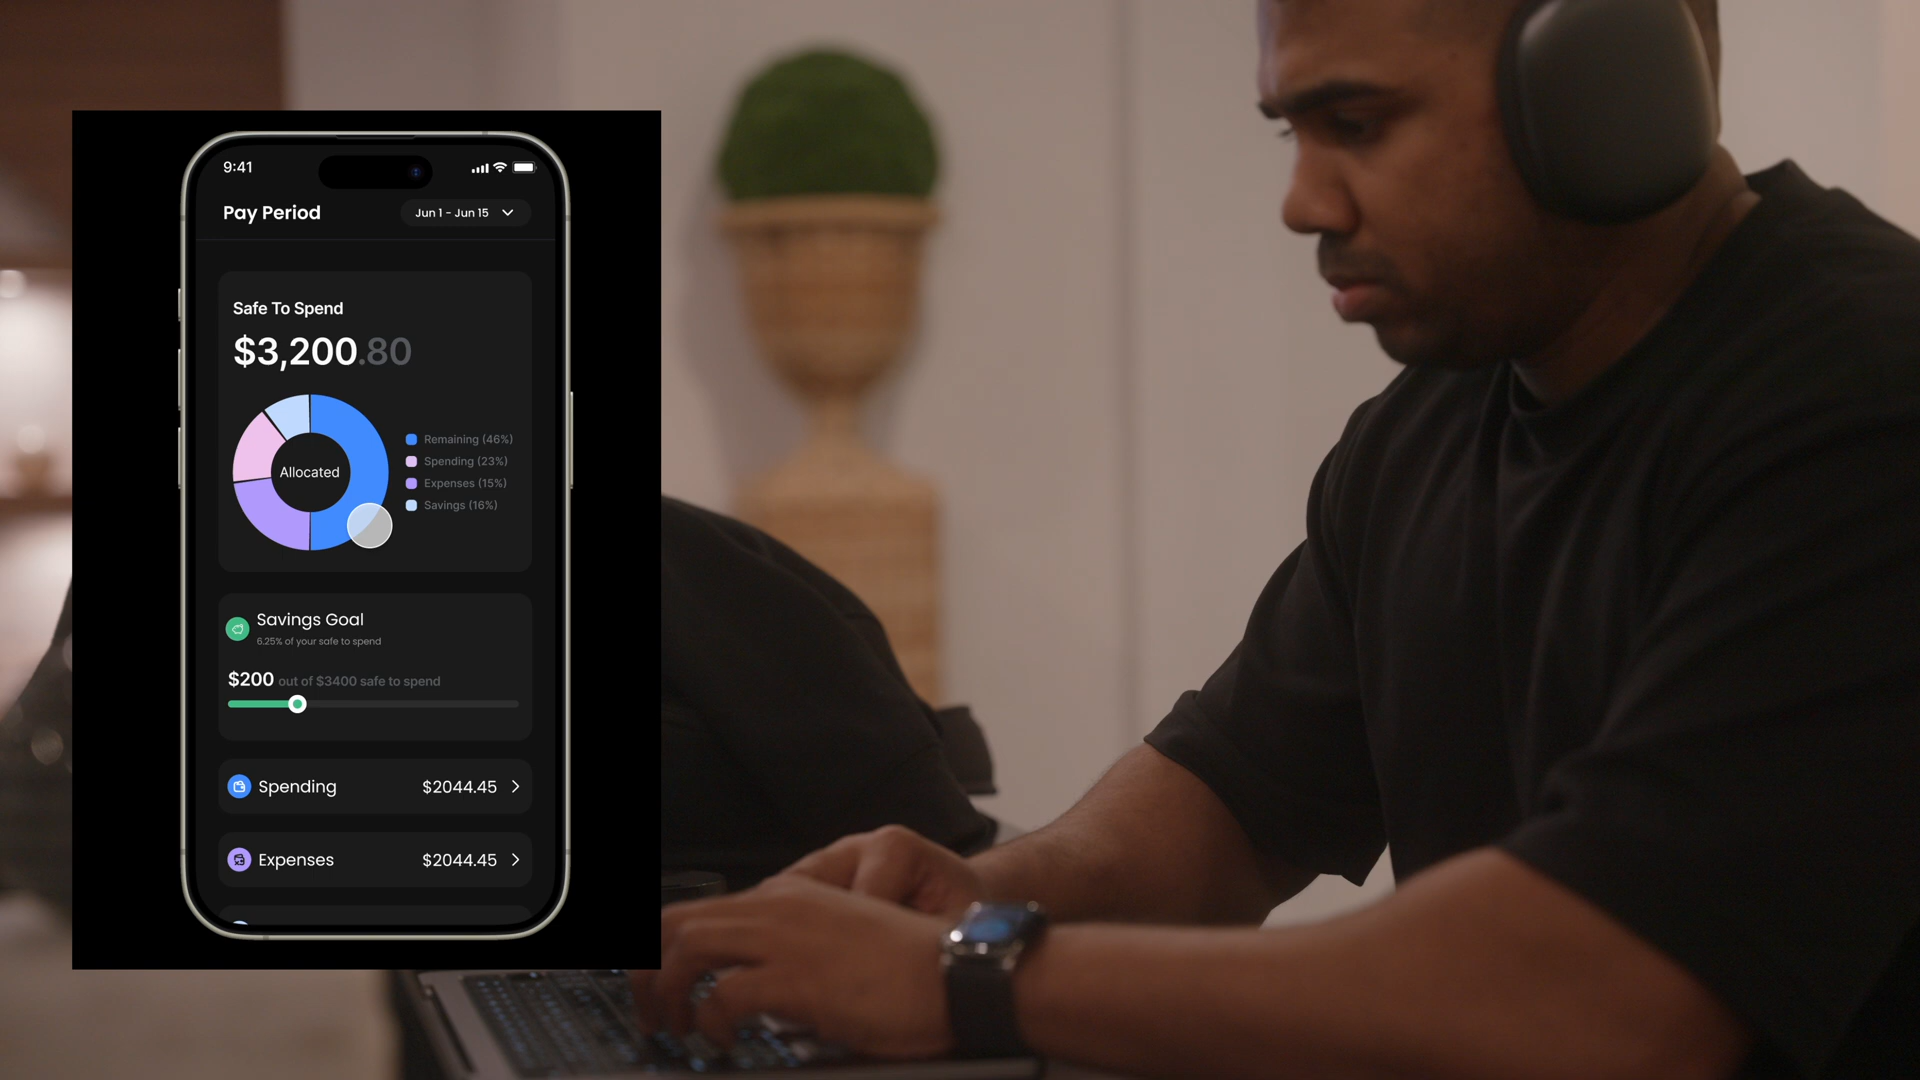 9:41
Pay Period
Jun 1 - Jun 15
Safe To Spend
$3,200.80
Allocated
Remaining (46%)
Spending (23%)
Expenses (15%)
Savings (16%)
Savings Goal
6.25% of your safe to spend
$200 out of $3400 safe to spend
Spending $2044.45
Expenses $2044.45